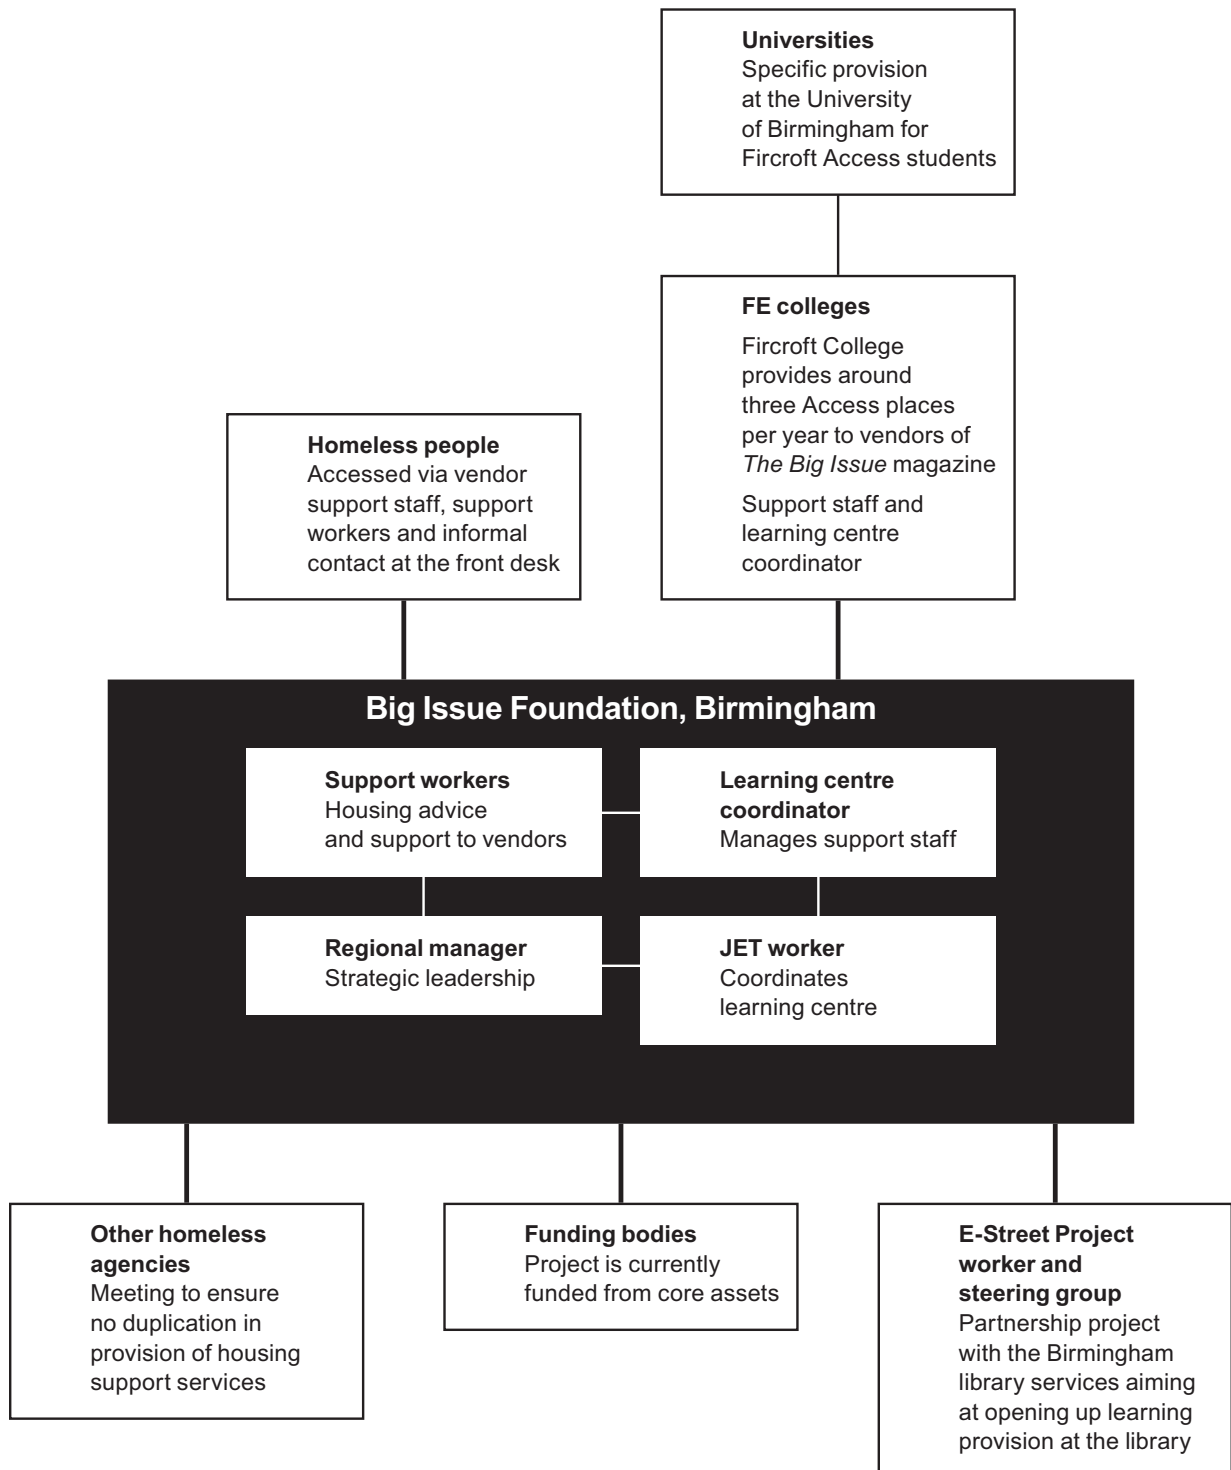 Universities
Specific provision
at the University
of Birmingham for
Fircroft Access students
FE colleges
Fircroft College
provides around
three Access places
per year to vendors of
The Big Issue magazine
Support staff and
learning centre
coordinator
Homeless people
Accessed via vendor
support staff, support
workers and informal
contact at the front desk
Big Issue Foundation, Birmingham
Support workers
Housing advice
and support to vendors
Learning centre
coordinator
Manages support staff
Regional manager
Strategic leadership
JET worker
Coordinates
learning centre
Other homeless
agencies
Meeting to ensure
no duplication in
provision of housing
support services
Funding bodies
Project is currently
funded from core assets
E-Street Project
worker and
steering group
Partnership project
with the Birmingham
library services aiming
at opening up learning
provision at the library